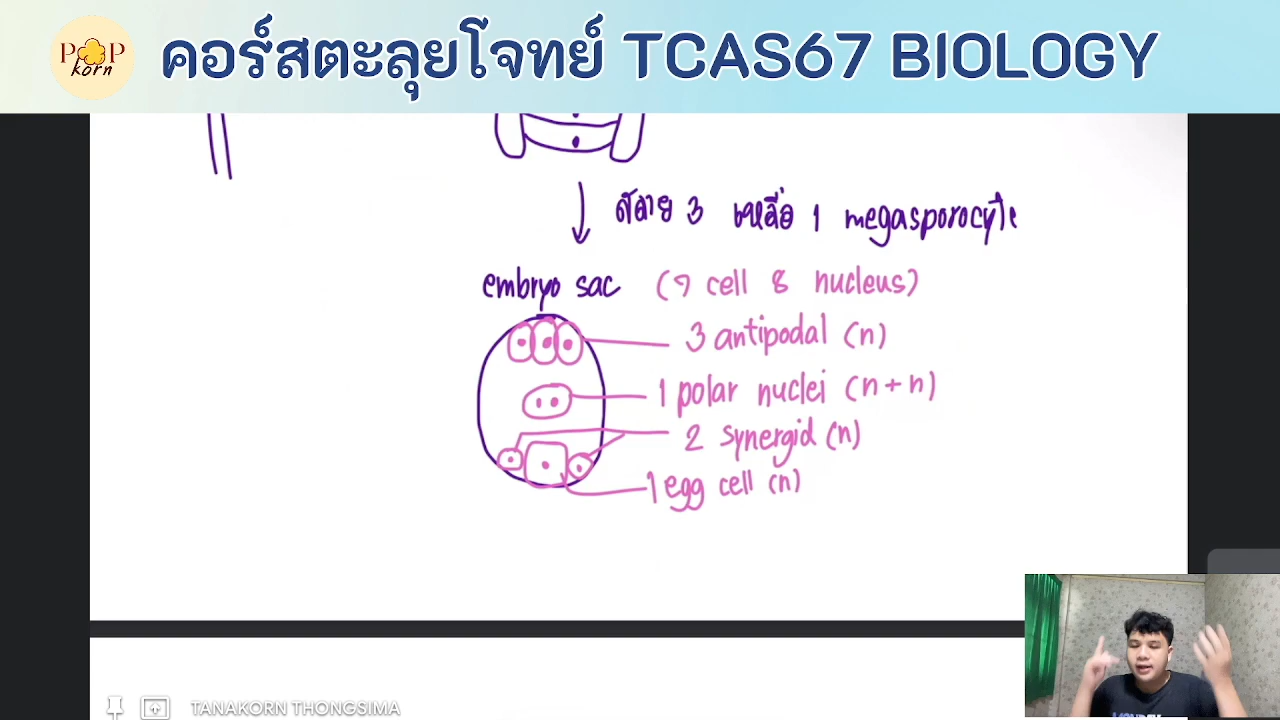 POP
korn
คอร์สตะลุยโจทย์ TCAS67 BIOLOGY
สลาย 3 เหลือ 1 megasporocyte
embryo sac (7 cell 8 nucleus)
3 antipodal (n)
1 polar nuclei (n+n)
2 synergid (n)
1 egg cell (n)
TANAKORN THONGSIMA